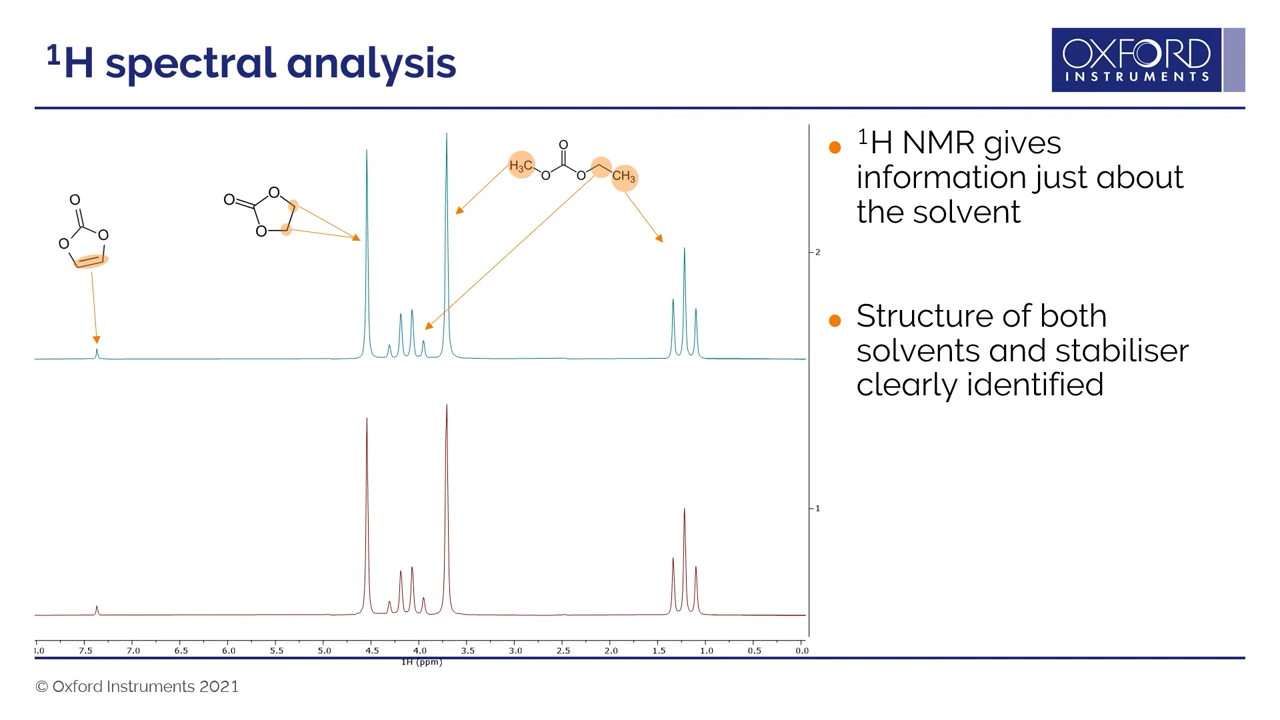 ¹H spectral analysis
OXFORD
INSTRUMENTS
O
O
O
O
O
O
H₃C
O
O
O
CH₃
2
1
¹H NMR gives
information just about
the solvent
Structure of both
solvents and stabiliser
clearly identified
.0 7.5 7.0 6.5 6.0 5.5 5.0 4.5 4.0 3.5 3.0 2.5 2.0 1.5 1.0 0.5 0.0
1H (ppm)
© Oxford Instruments 2021